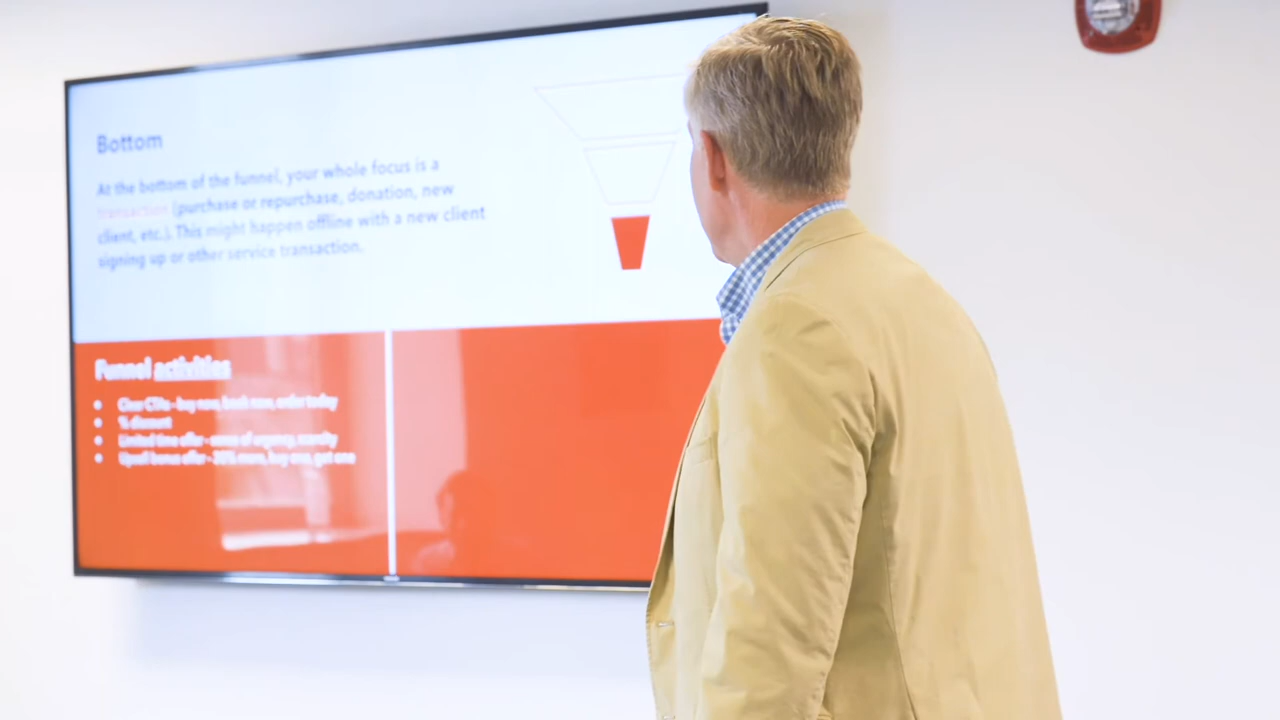 Bottom
At the bottom of the funnel, your whole focus is a
transaction (purchase or repurchase, donation, new
client, etc.). This might happen offline with a new client
signing up or other service transaction.
Funnel activities
Clear CTAs - buy now, book now, order today
% discount
Limited time offer - sense of urgency, scarcity
Upsell bonus offer - 30% more, buy one, get one